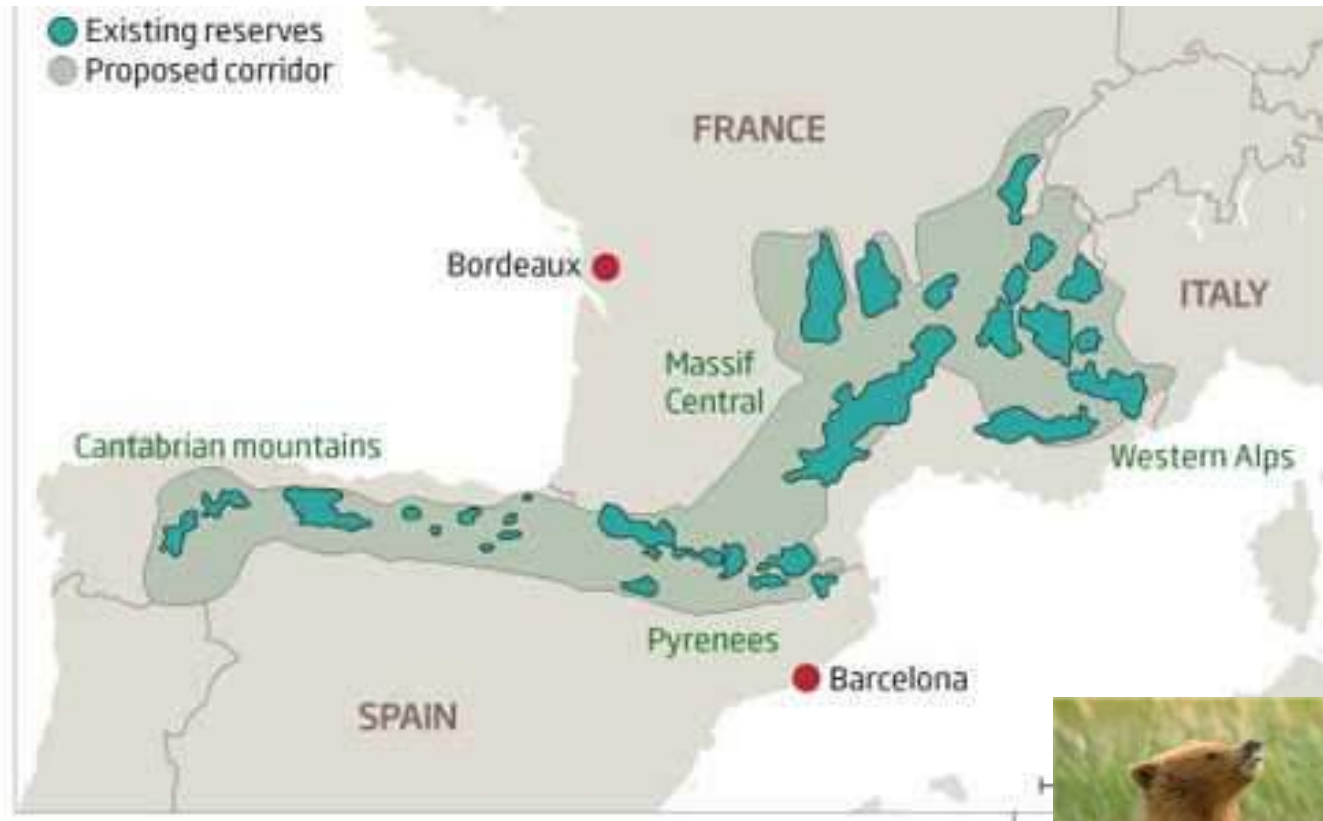 Existing reserves
Proposed corridor
FRANCE
Bordeaux
ITALY
Massif
Central
Cantabrian mountains
Western Alps
Pyrenees
Barcelona
SPAIN